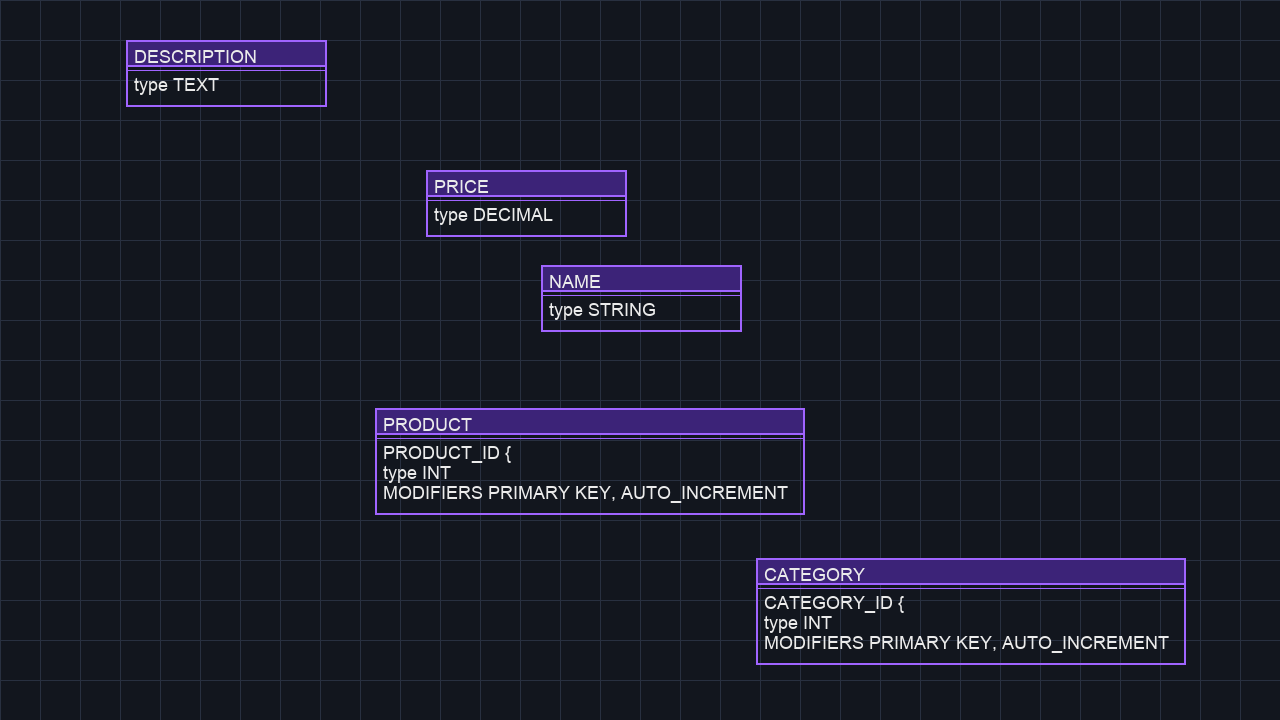 DESCRIPTION
type TEXT
PRICE
type DECIMAL
NAME
type STRING
PRODUCT
PRODUCT_ID {
type INT
MODIFIERS PRIMARY KEY, AUTO_INCREMENT
CATEGORY
CATEGORY_ID {
type INT
MODIFIERS PRIMARY KEY, AUTO_INCREMENT